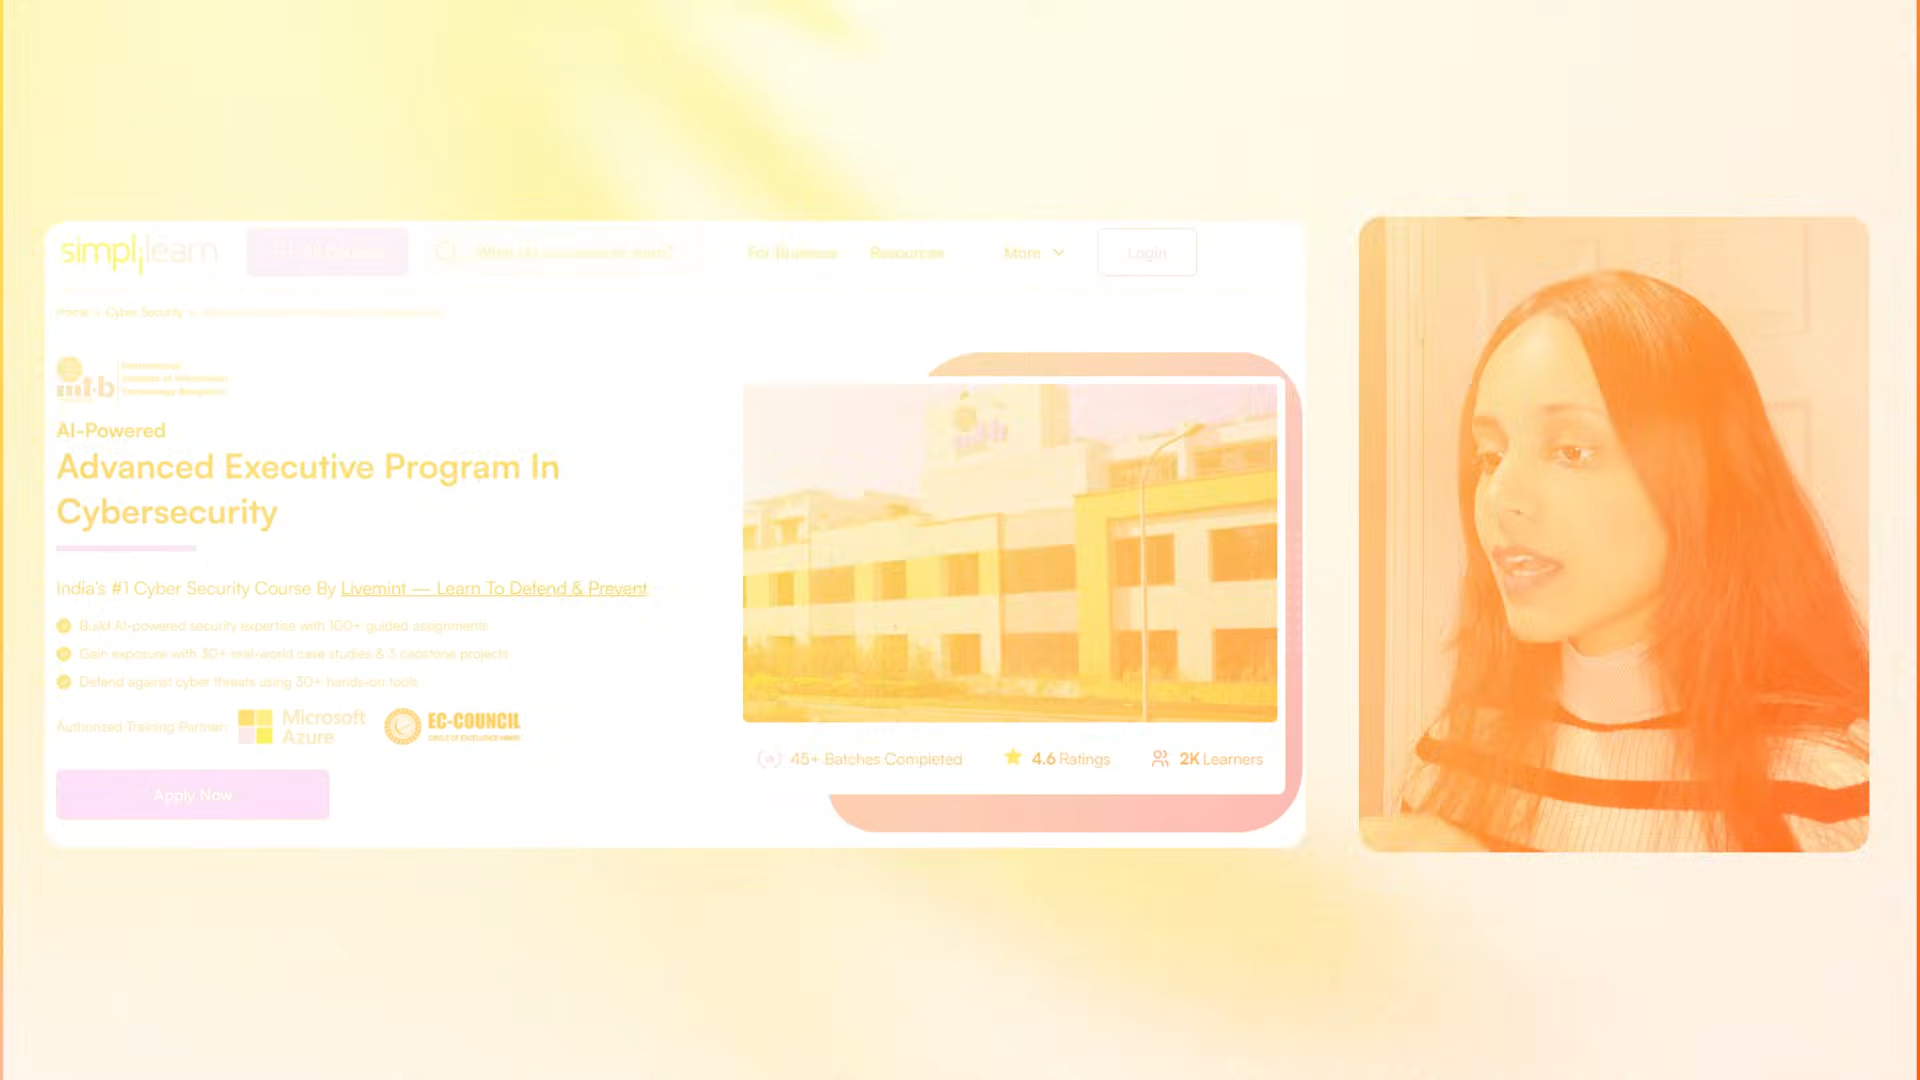 simplilearn
For Business
Resources
More
Login
Home
Cyber Security
AI-Powered
Advanced Executive Program In
Cybersecurity
India's #1 Cyber Security Course By Livemint — Learn To Defend & Prevent
Build AI-powered security expertise with 100+ guided assignments
Gain exposure with 30+ real-world case studies & 3 capstone projects
Defend against cyber threats using 30+ hands-on tools
Authorized Training Partner:
Microsoft
Azure
EC-COUNCIL
Apply Now
45+ Batches Completed
4.6 Ratings
2K Learners